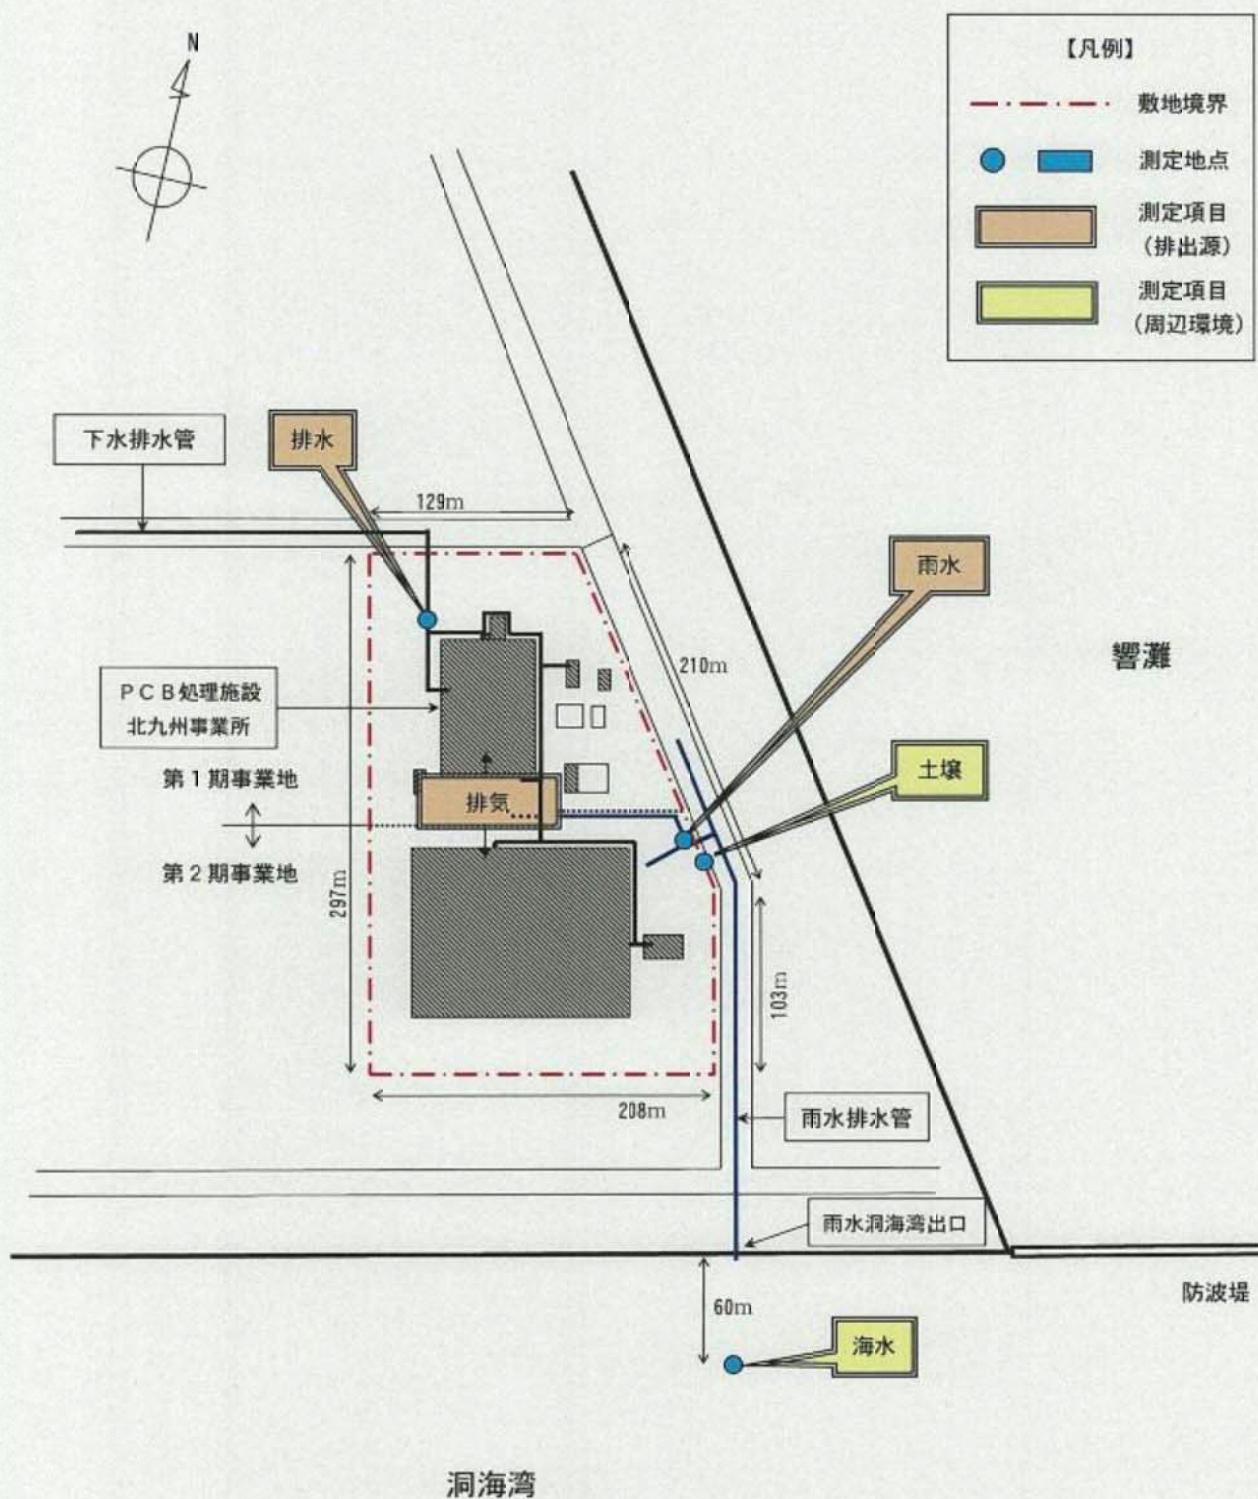 N
【凡例】
敷地境界
測定地点
測定項目
(排出源)
測定項目
(周辺環境)
下水排水管
排水
129m
雨水
響灘
210m
PCB処理施設
北九州事業所
土壌
第1期事業地
排気
第2期事業地
297m
103m
208m
雨水排水管
雨水洞海湾出口
防波堤
60m
海水
洞海湾